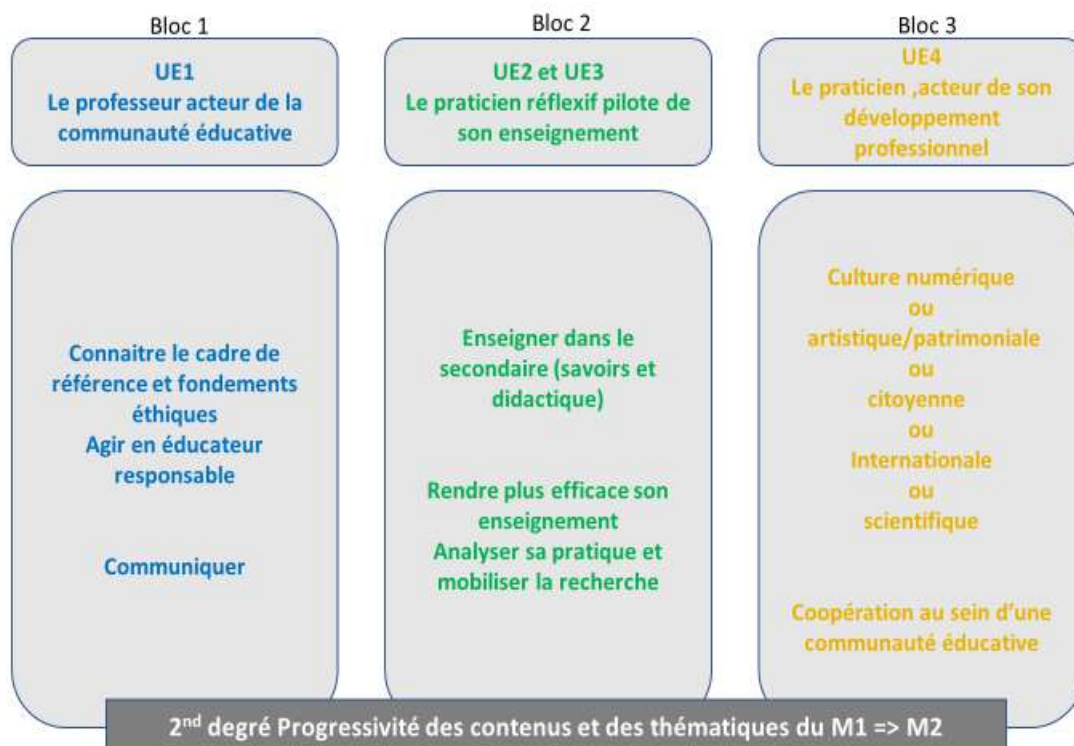 Bloc 1
UE1
Le professeur acteur de la
communauté éducative
Connaitre le cadre de
référence et fondements
éthiques
Agir en éducateur
responsable
Communiquer
Bloc 2
UE2 et UE3
Le praticien réflexif pilote de
son enseignement
Enseigner dans le
secondaire (savoirs et
didactique)
Rendre plus efficace son
enseignement
Analyser sa pratique et
mobiliser la recherche
Bloc 3
UE4
Le praticien ,acteur de son
développement
professionnel
Culture numérique
ou
artistique/patrimoniale
ou
citoyenne
ou
Internationale
ou
scientifique
Coopération au sein d’une
communauté éducative
2nd degré Progressivité des contenus et des thématiques du M1 => M2